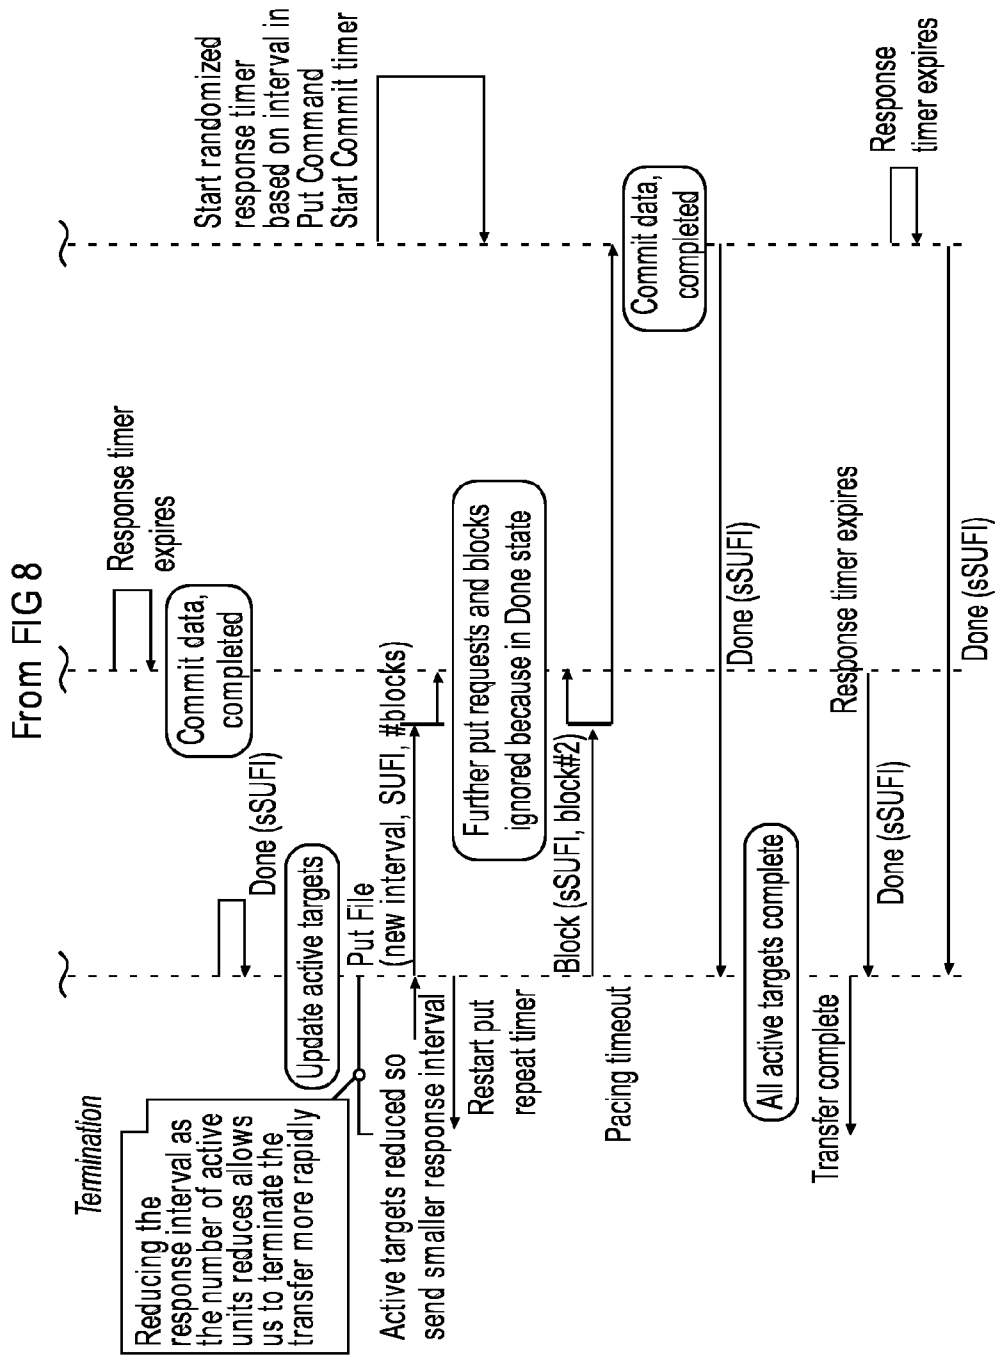 From FIG 8
Termination
Reducing the
response interval as
the number of active
units reduces allows
us to terminate the
transfer more rapidly
Response timer
expires
Commit data,
completed
Done (sSUFI)
Update active targets
Start randomized
response timer
based on interval in
Put Command
Start Commit timer
Put File
(new interval, SUFI, #blocks)
Active targets reduced so
send smaller response interval
Restart put
repeat timer
Further put requests and blocks
ignored because in Done state
Block (sSUFI, block#2)
Pacing timeout
Commit data,
completed
Done (sSUFI)
All active targets complete
Transfer complete
Response timer expires
Done (sSUFI)
Response
timer expires
Done (sSUFI)